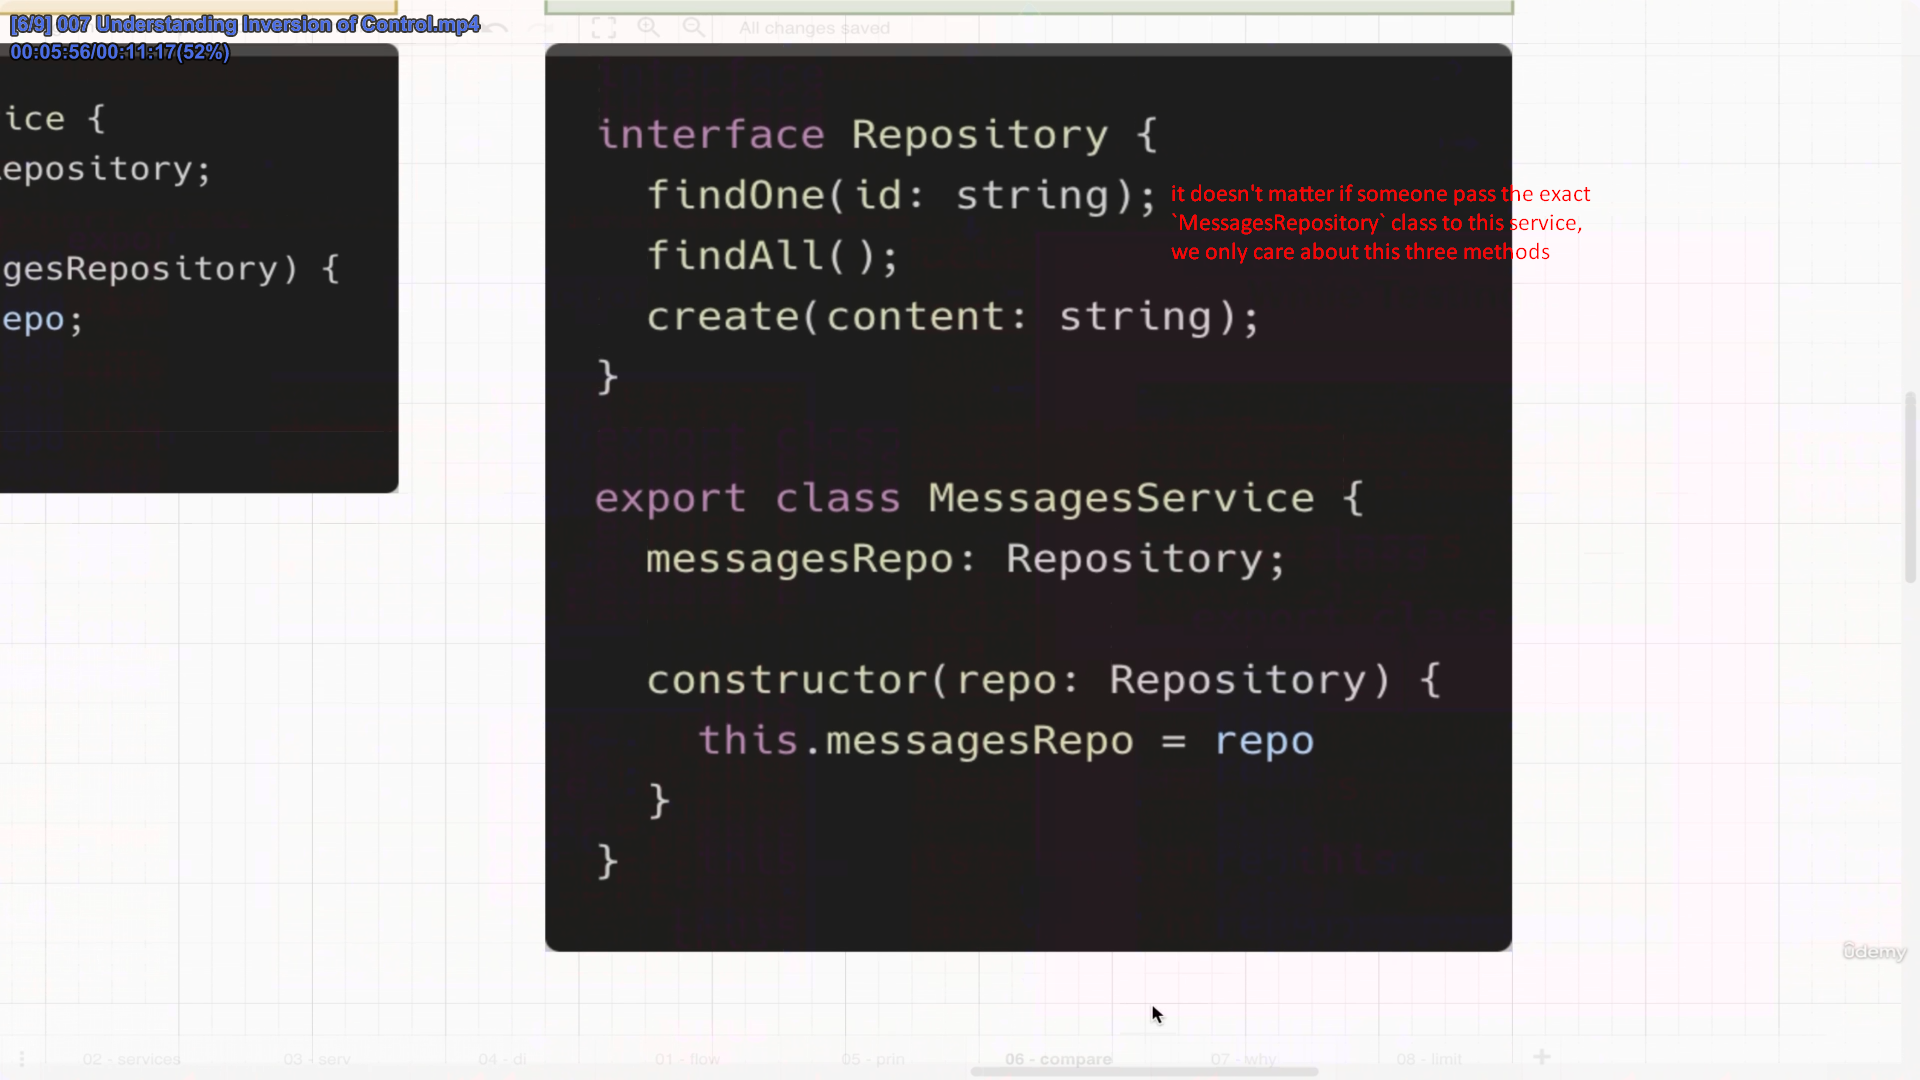 [6/9] 007 Understanding Inversion of Control.mp4
00:05:56/00:11:17(52%)
All changes saved
ice {
epository;
gesRepository) {
epo;
interface Repository {
findOne(id: string);
findAll();
create(content: string);
}
it doesn't matter if someone pass the exact
`MessagesRepository` class to this service,
we only care about this three methods
export class MessagesService {
messagesRepo: Repository;
constructor(repo: Repository) {
this.messagesRepo = repo
}
}
ûdemy
02 - services
03 - serv
04 - di
01 - flow
05 - prin
06 - compare
07 - why
08 - limit